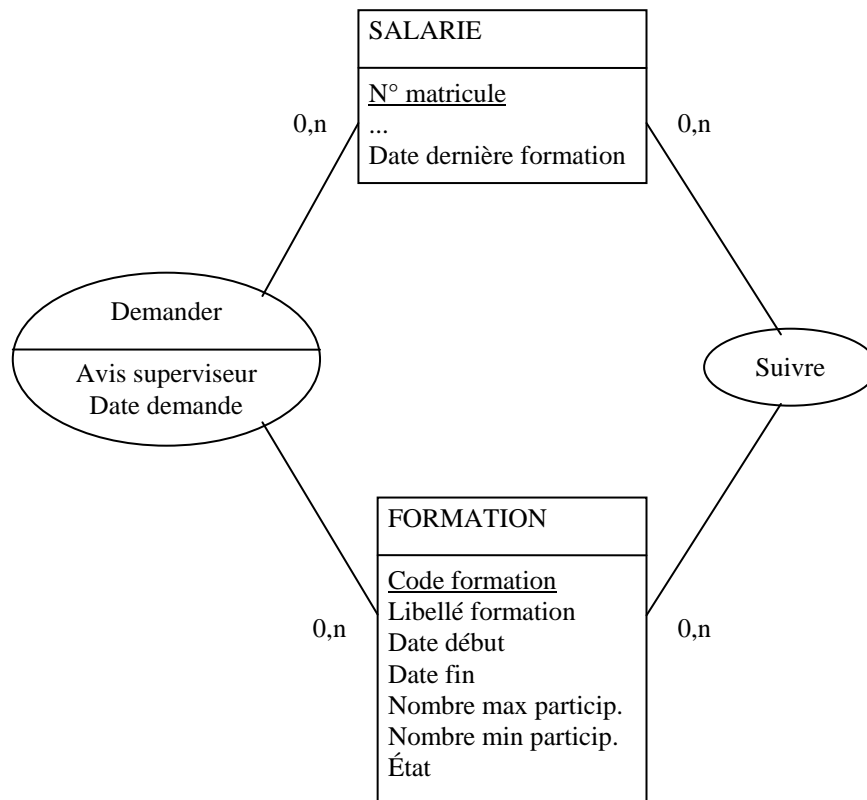 SALARIE
N° matricule
...
Date dernière formation
0,n
0,n
Demander
Avis superviseur
Date demande
Suivre
FORMATION
Code formation
Libellé formation
Date début
Date fin
Nombre max particip.
Nombre min particip.
État
0,n
0,n